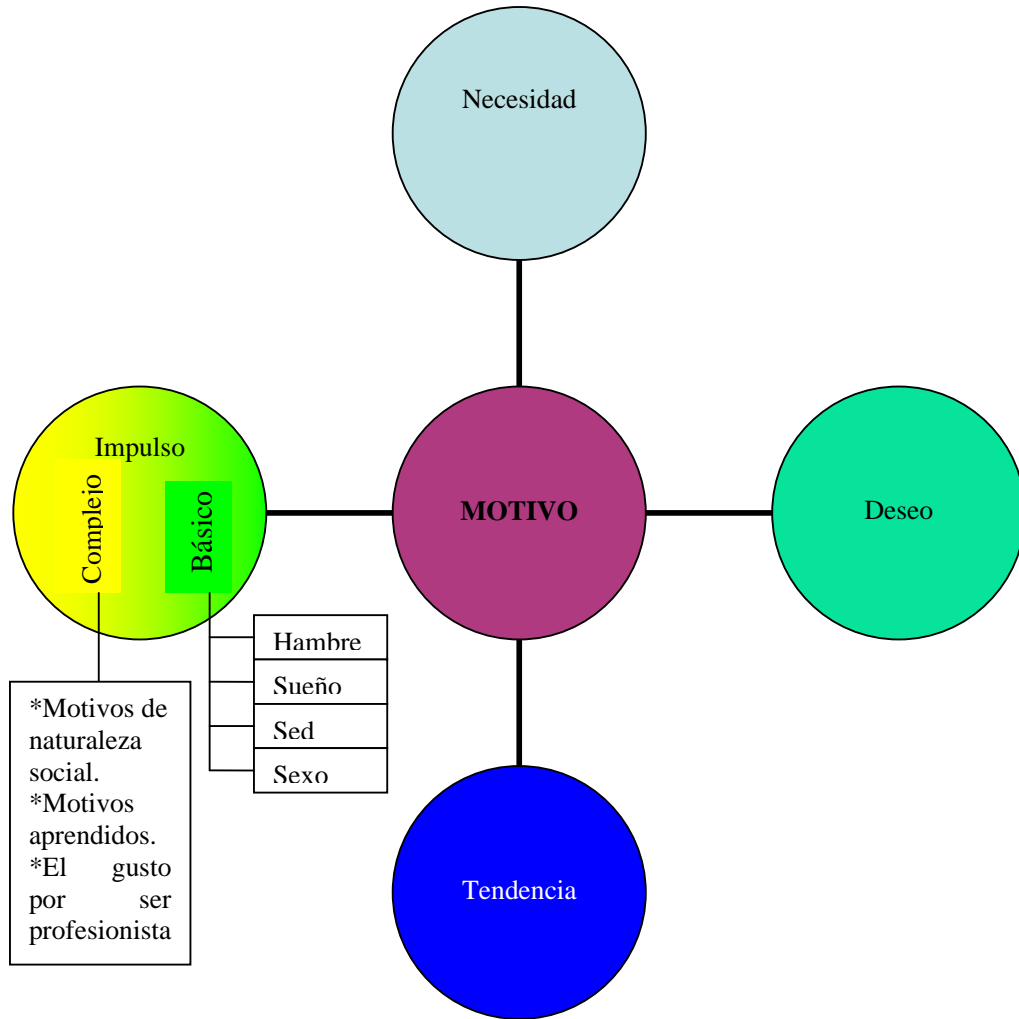 Necesidad
Impulso
Complejo
Básico
MOTIVO
Deseo
Hambre
Sueño
Sed
Sexo
*Motivos de
naturaleza
social.
*Motivos
aprendidos.
*El gusto
por ser
profesionista
Tendencia